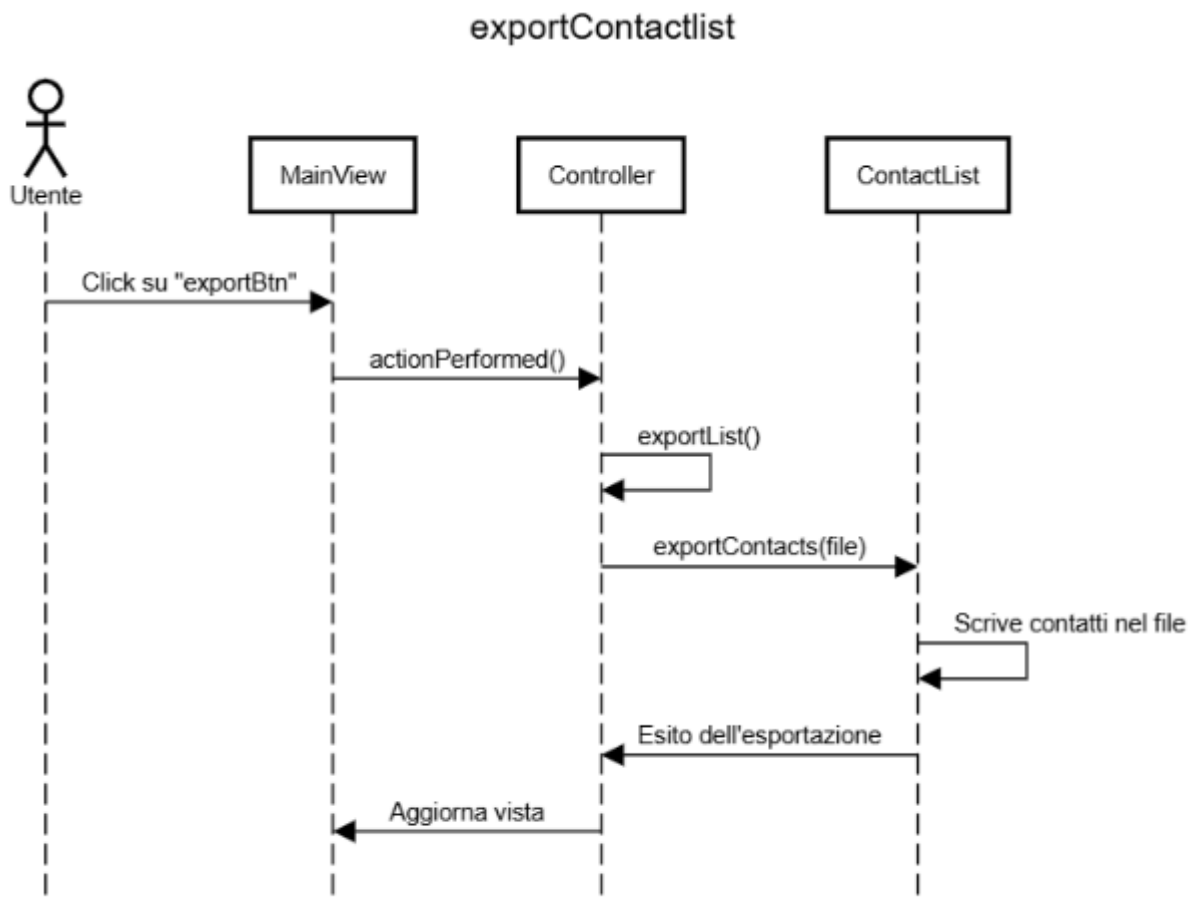 exportContactlist
Utente
MainView
Controller
ContactList
Click su "exportBtn"
actionPerformed()
exportList()
exportContacts(file)
Scrive contatti nel file
Esito dell'esportazione
Aggiorna vista